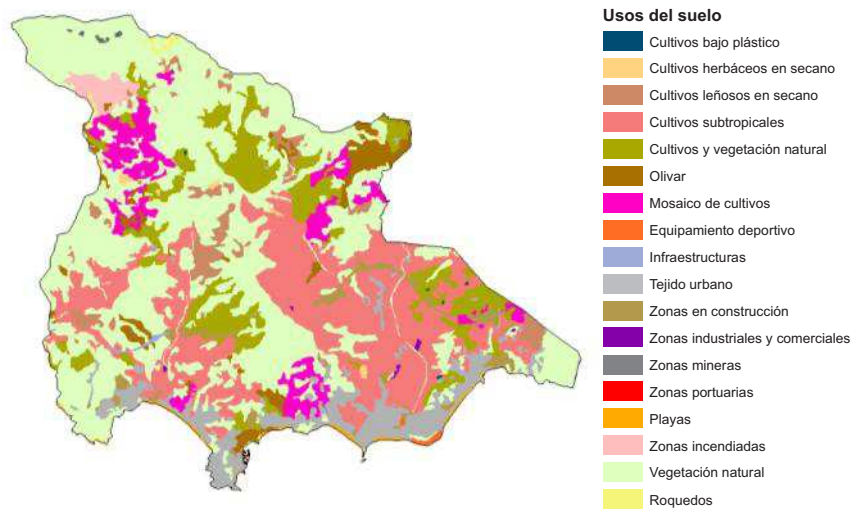 Usos del suelo
Cultivos bajo plástico
Cultivos herbáceos en secano
Cultivos leñosos en secano
Cultivos subtropicales
Cultivos y vegetación natural
Olivar
Mosaico de cultivos
Equipamiento deportivo
Infraestructuras
Tejido urbano
Zonas en construcción
Zonas industriales y comerciales
Zonas mineras
Zonas portuarias
Playas
Zonas incendiadas
Vegetación natural
Roquedos